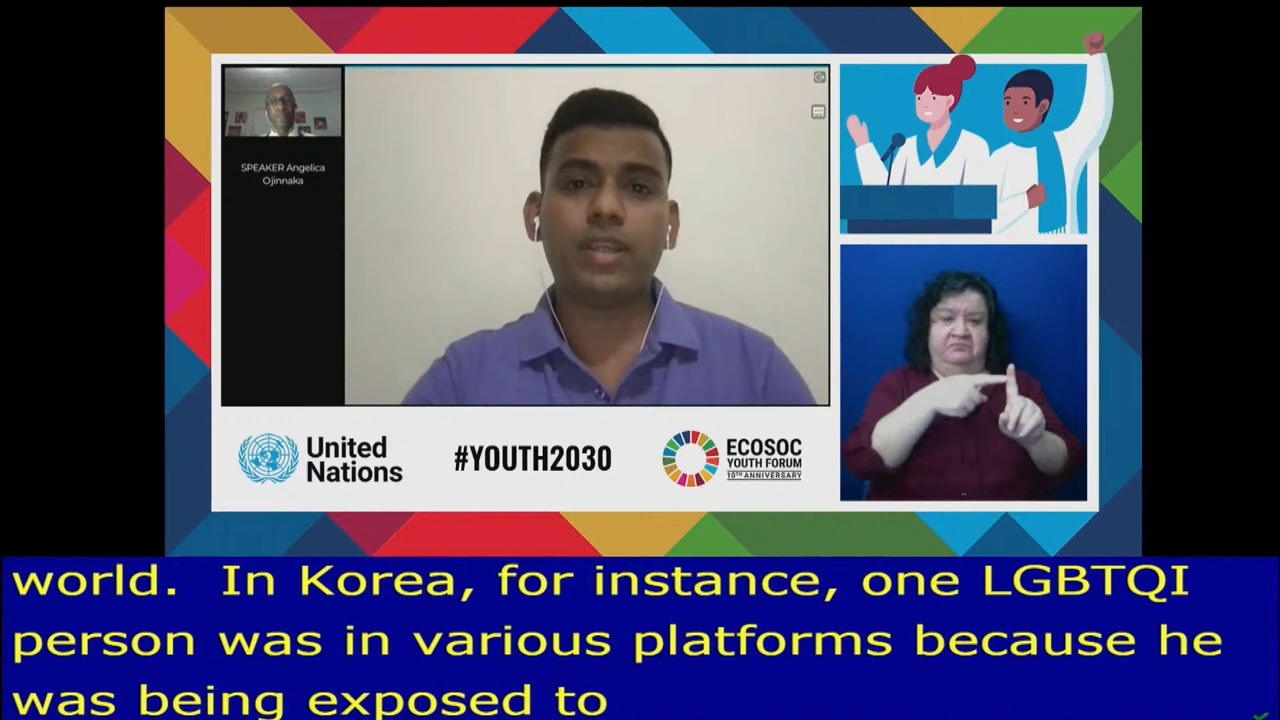 SPEAKER Angelica
Ojinnaka
United
Nations
#YOUTH2030
ECOSOC
YOUTH FORUM
10TH ANNIVERSARY
world.  In Korea, for instance, one LGBTQI
person was in various platforms because he
was being exposed to